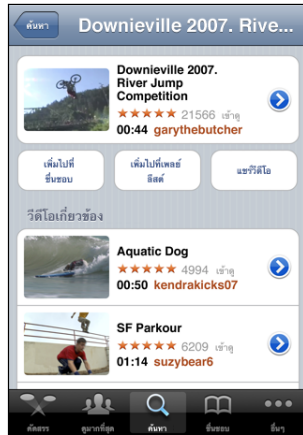 ค้นหา
Downieville 2007. Rive...
Downieville 2007.
River Jump
Competition
21566 เข้าดู
00:44 garythebutcher
เพิ่มไปที่
ชื่นชอบ
เพิ่มไปที่เพลย์
ลิสต์
แชร์วิดีโอ
วิดีโอเกี่ยวข้อง
Aquatic Dog
4994 เข้าดู
00:50 kendrakicks07
SF Parkour
6209 เข้าดู
01:14 suzybear6
คัดสรร
ดูมากที่สุด
ค้นหา
ชื่นชอบ
อื่นๆ